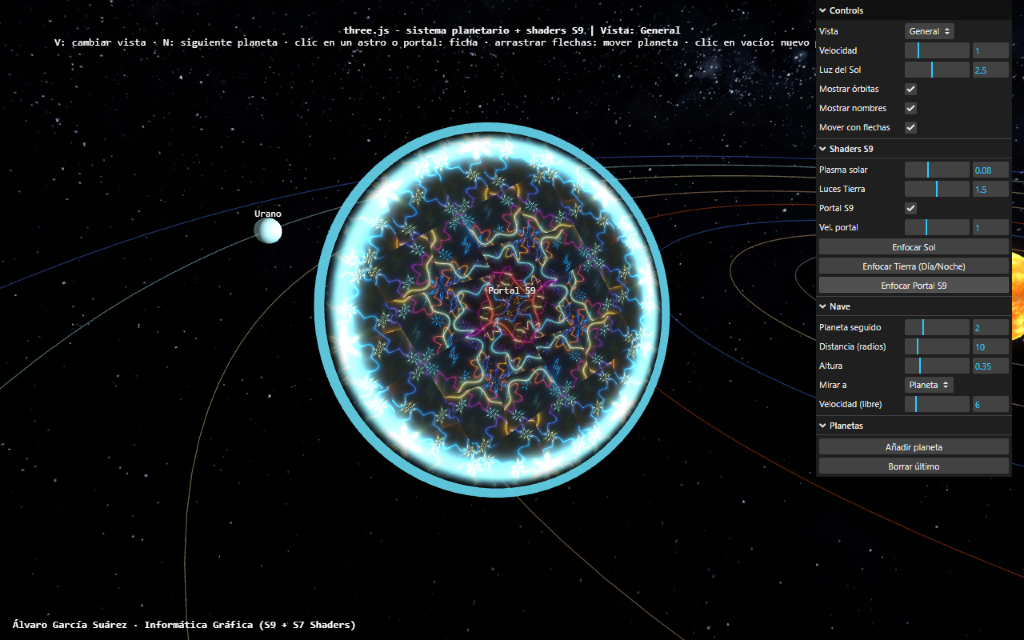 three.js - sistema planetario + shaders S9 | Vista: General
V: cambiar vista · N: siguiente planeta · clic en un astro o portal: ficha · arrastrar flechas: mover planeta · clic en vacío: nuevo
Urano
Portal S9
Controls
Vista General
Velocidad 1
Luz del Sol 2.5
Mostrar órbitas
Mostrar nombres
Mover con flechas
Shaders S9
Plasma solar 0.08
Luces Tierra 1.5
Portal S9
Vel. portal 1
Enfocar Sol
Enfocar Tierra (Día/Noche)
Enfocar Portal S9
Nave
Planeta seguido 2
Distancia (radios) 10
Altura 0.35
Mirar a Planeta
Velocidad (libre) 6
Planetas
Añadir planeta
Borrar último
Álvaro García Suárez - Informática Gráfica (S9 + S7 Shaders)